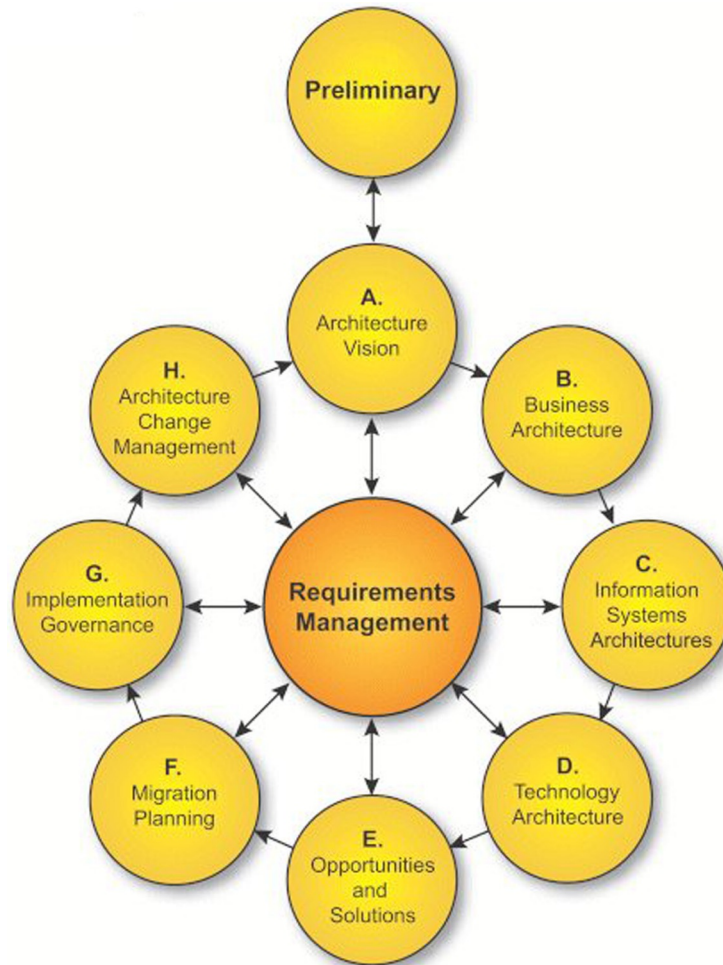 Preliminary
A.
Architecture
Vision
B.
Business
Architecture
C.
Information
Systems
Architectures
D.
Technology
Architecture
E.
Opportunities
and
Solutions
F.
Migration
Planning
G.
Implementation
Governance
H.
Architecture
Change
Management
Requirements
Management